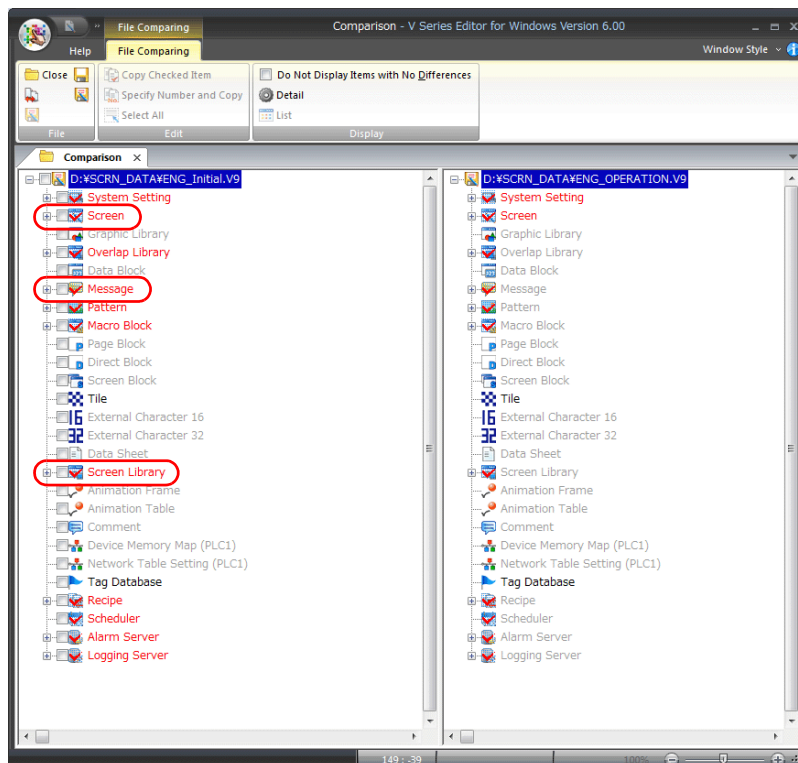 File Comparing
Comparison - V Series Editor for Windows Version 6.00
Help
File Comparing
Window Style
Close
Copy Checked Item
Specify Number and Copy
Select All
Do Not Display Items with No Differences
Detail
List
File
Edit
Display
Comparison
D:¥SCRN_DATA¥ENG_Initial.V9
System Setting
Screen
Graphic Library
Overlap Library
Data Block
Message
Pattern
Macro Block
Page Block
Direct Block
Screen Block
Tile
External Character 16
External Character 32
Data Sheet
Screen Library
Animation Frame
Animation Table
Comment
Device Memory Map (PLC1)
Network Table Setting (PLC1)
Tag Database
Recipe
Scheduler
Alarm Server
Logging Server
D:¥SCRN_DATA¥ENG_OPERATION.V9
System Setting
Screen
Graphic Library
Overlap Library
Data Block
Message
Pattern
Macro Block
Page Block
Direct Block
Screen Block
Tile
External Character 16
External Character 32
Data Sheet
Screen Library
Animation Frame
Animation Table
Comment
Device Memory Map (PLC1)
Network Table Setting (PLC1)
Tag Database
Recipe
Scheduler
Alarm Server
Logging Server
149 : -39
100%